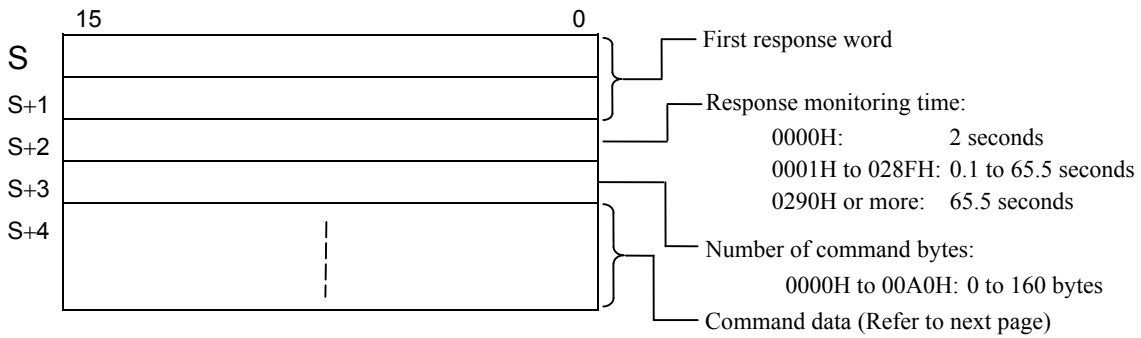 15 0
S
S+1
S+2
S+3
S+4
First response word
Response monitoring time:
0000H: 2 seconds
0001H to 028FH: 0.1 to 65.5 seconds
0290H or more: 65.5 seconds
Number of command bytes:
0000H to 00A0H: 0 to 160 bytes
Command data (Refer to next page)